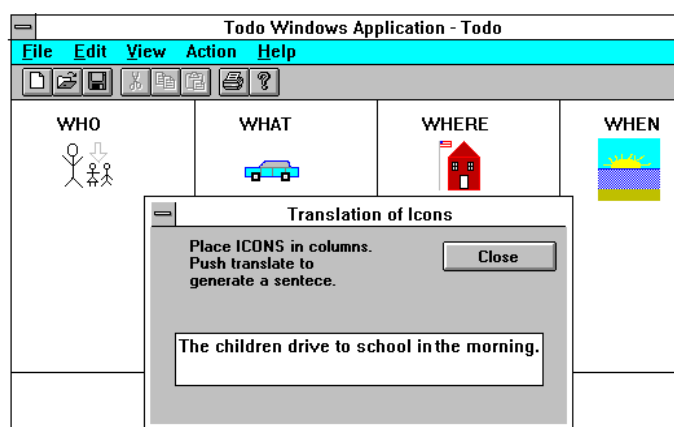 Todo Windows Application - Todo
File Edit View Action Help
WHO WHAT WHERE WHEN
Translation of Icons
Place ICONS in columns.
Push translate to
generate a sentece.
Close
The children drive to school in the morning.